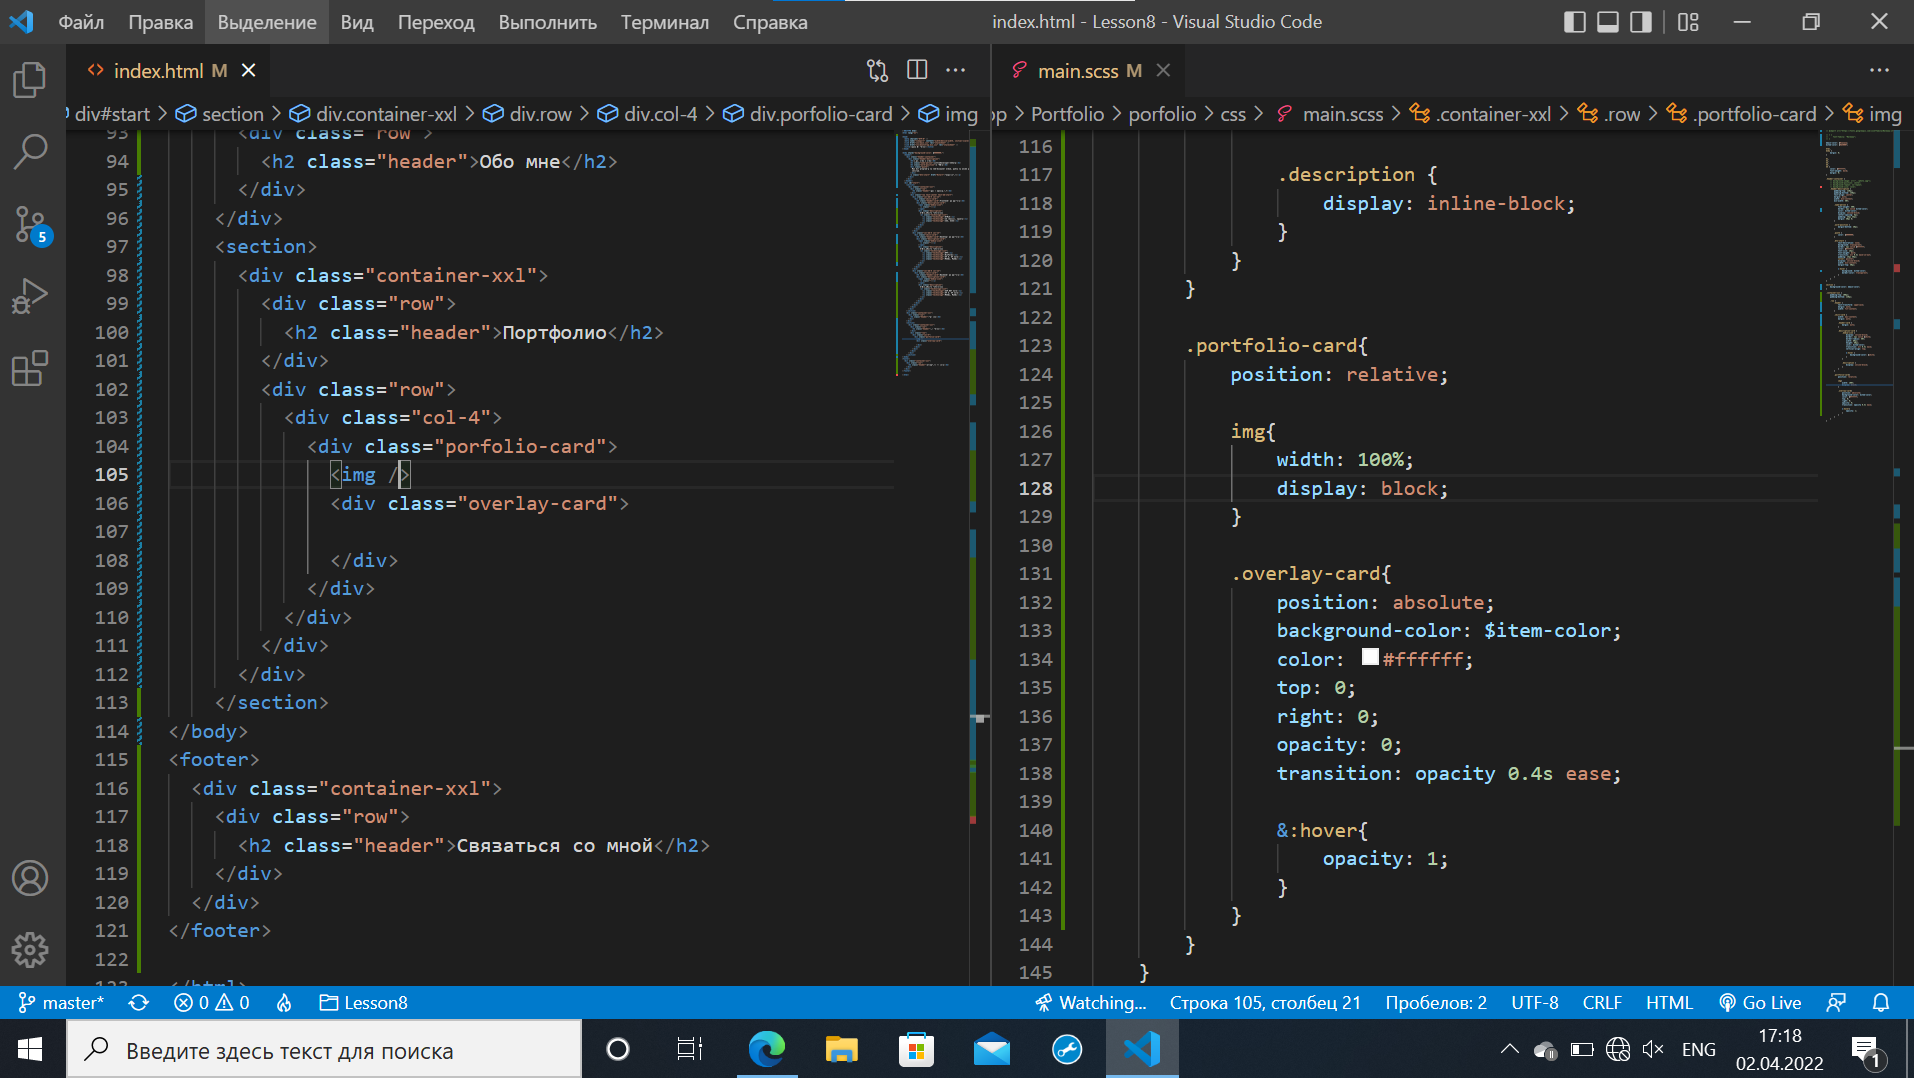 Файл Правка Выделение Вид Переход Выполнить Терминал Справка index.html - Lesson8 - Visual Studio Code
index.html M
div#start > section > div.container-xxl > div.row > div.col-4 > div.porfolio-card > img
93 <div class="row">
94 <h2 class="header">Обо мне</h2>
95 </div>
96 </div>
97 <section>
98 <div class="container-xxl">
99 <div class="row">
100 <h2 class="header">Портфолио</h2>
101 </div>
102 <div class="row">
103 <div class="col-4">
104 <div class="porfolio-card">
105 <img />
106 <div class="overlay-card">
107
108 </div>
109 </div>
110 </div>
111 </div>
112 </div>
113 </section>
114 </body>
115 <footer>
116 <div class="container-xxl">
117 <div class="row">
118 <h2 class="header">Связаться со мной</h2>
119 </div>
120 </div>
121 </footer>
122
123 </html>
main.scss M
op > Portfolio > porfolio > css > main.scss > .container-xxl > .row > .portfolio-card > img
116
117 .description {
118 display: inline-block;
119 }
120 }
121 }
122
123 .portfolio-card{
124 position: relative;
125
126 img{
127 width: 100%;
128 display: block;
129 }
130
131 .overlay-card{
132 position: absolute;
133 background-color: $item-color;
134 color: #ffffff;
135 top: 0;
136 right: 0;
137 opacity: 0;
138 transition: opacity 0.4s ease;
139
140 &:hover{
141 opacity: 1;
142 }
143 }
144 }
145 }
5
master* 0 0 Lesson8 Watching... Строка 105, столбец 21 Пробелов: 2 UTF-8 CRLF HTML Go Live
Введите здесь текст для поиска
ENG
17:18
02.04.2022
1